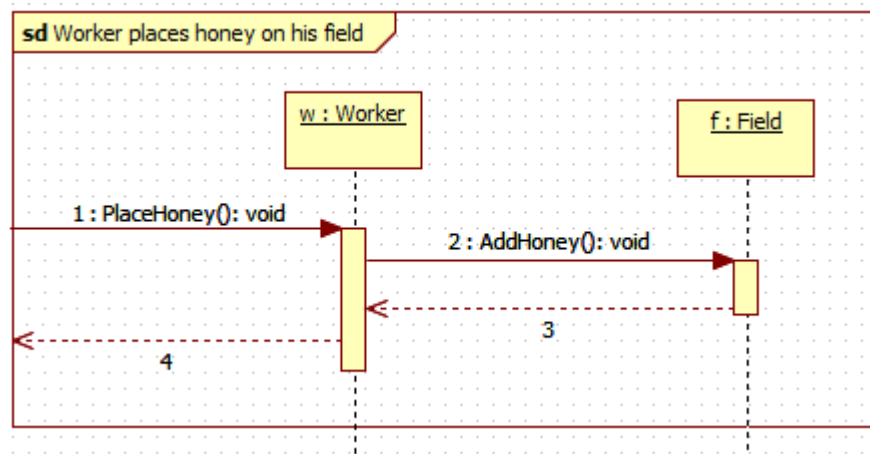 sd Worker places honey on his field
w : Worker
f : Field
1 : PlaceHoney(): void
2 : AddHoney(): void
3
4